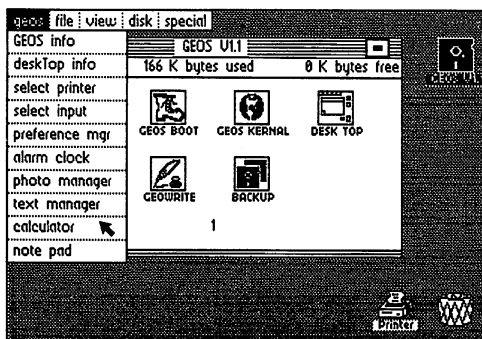 geos file view disk special
GEOS info
deskTop info
select printer
select input
preference mgr
alarm clock
photo manager
text manager
calculator
note pad
GEOS V1.1
166 K bytes used 0 K bytes free
GEOS BOOT GEOS KERNAL DESK TOP
GEOWRITE BACKUP
1
GEOS V1.
Printer